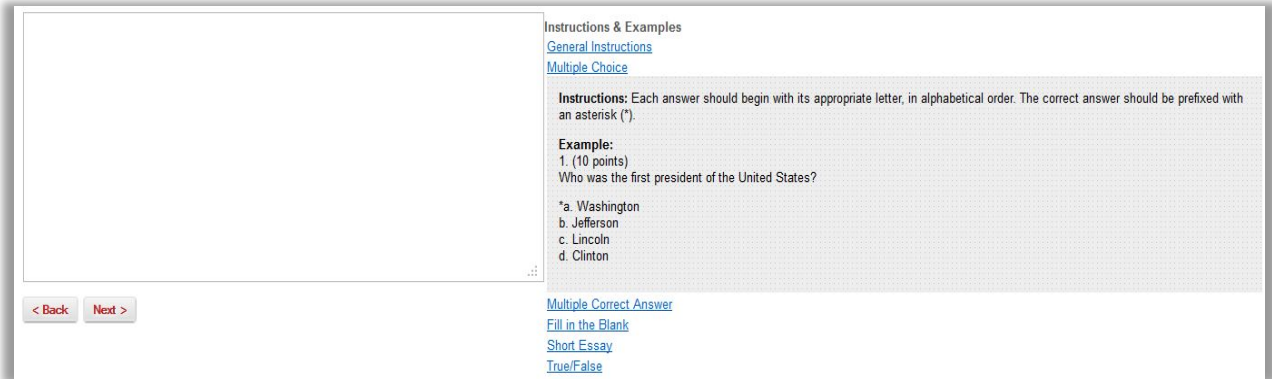 Instructions & Examples
General Instructions
Multiple Choice
Instructions: Each answer should begin with its appropriate letter, in alphabetical order. The correct answer should be prefixed with
an asterisk (*).
Example:
1. (10 points)
Who was the first president of the United States?
*a. Washington
b. Jefferson
c. Lincoln
d. Clinton
< Back Next >
Multiple Correct Answer
Fill in the Blank
Short Essay
True/False